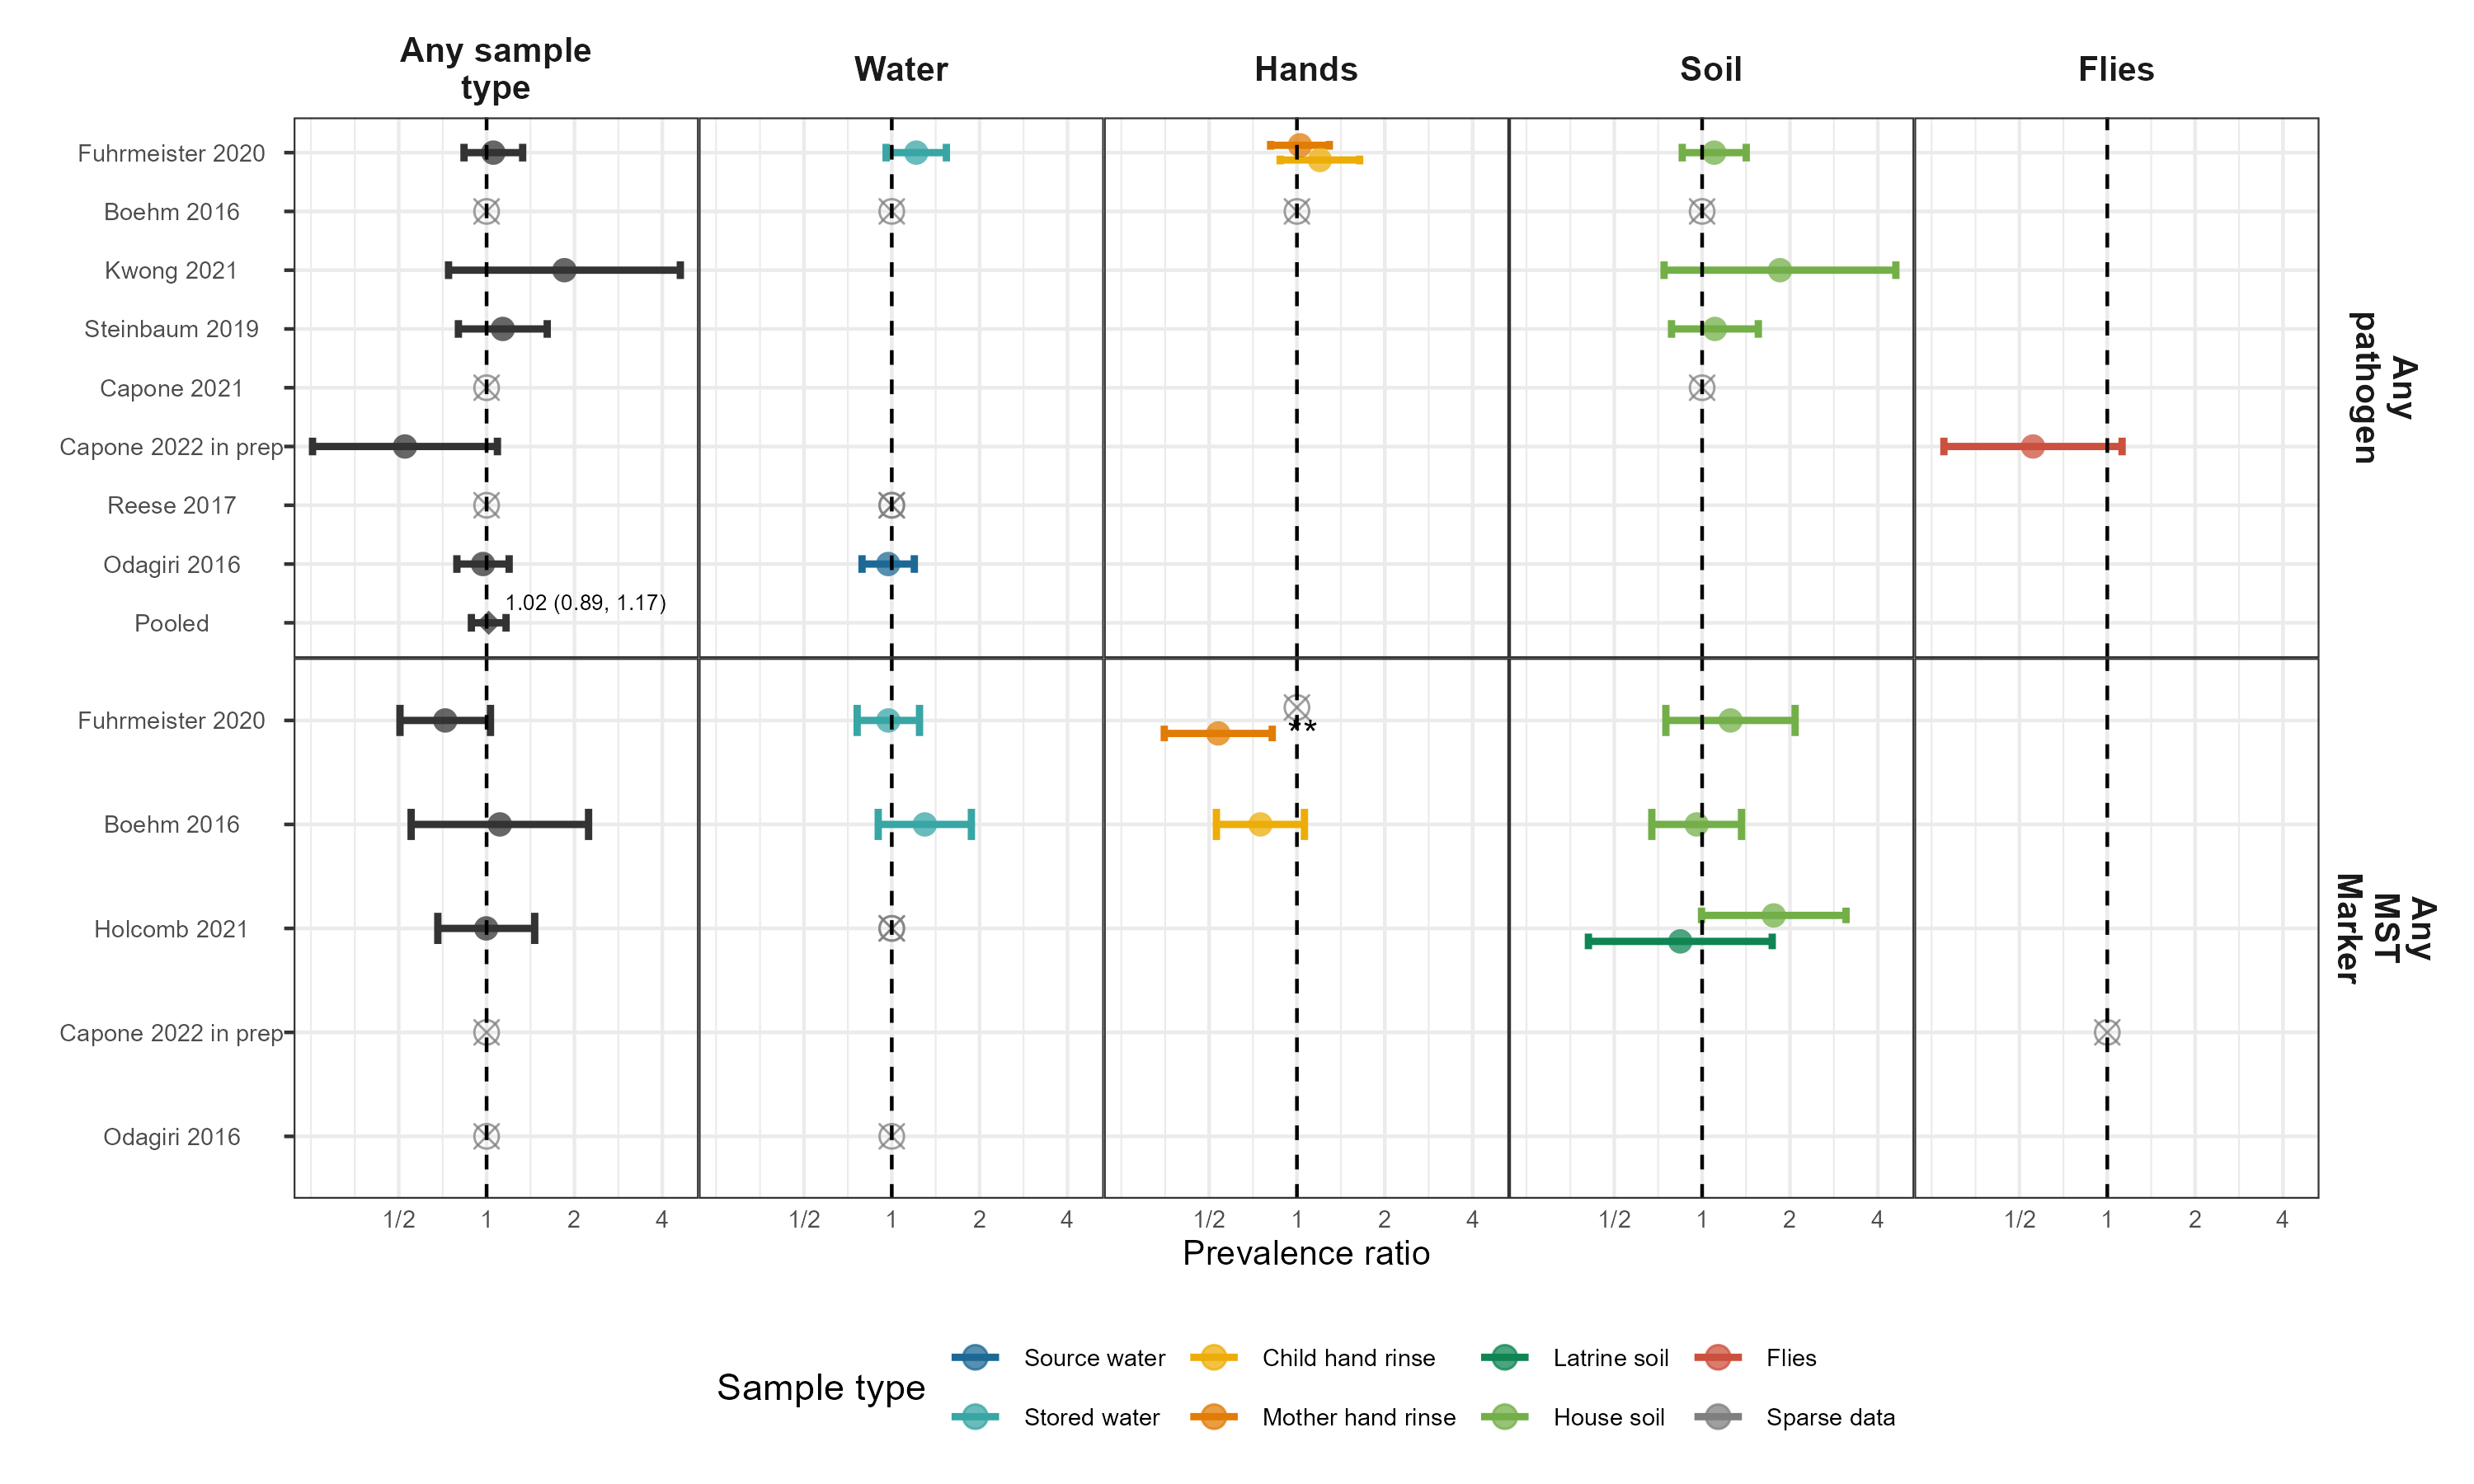 Any sample
type
Water
Hands
Soil
Flies
Fuhrmeister 2020
Boehm 2016
Kwong 2021
Steinbaum 2019
Capone 2021
Capone 2022 in prep
Reese 2017
Odagiri 2016
1.02 (0.89, 1.17)
Pooled
Any
pathogen
Fuhrmeister 2020
**
Boehm 2016
Holcomb 2021
Capone 2022 in prep
Odagiri 2016
Any
MST
Marker
1/2 1 2 4
1/2 1 2 4
1/2 1 2 4
1/2 1 2 4
1/2 1 2 4
Prevalence ratio
Sample type
Source water
Stored water
Child hand rinse
Mother hand rinse
Latrine soil
House soil
Flies
Sparse data